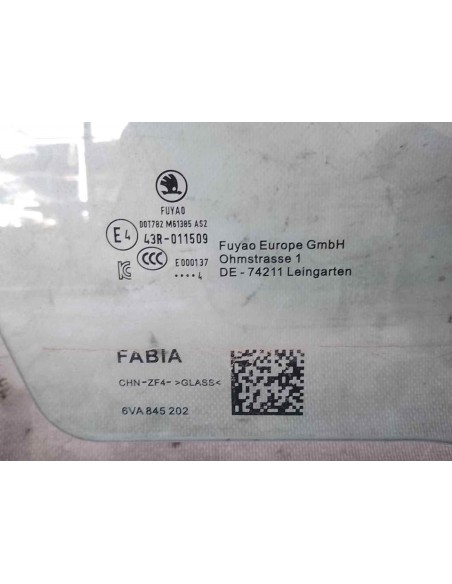 FUYAO
DOT782 M61385 AS2
E4 43R-011509
CCC E000137
•••• 4
Fuyao Europe GmbH
Ohmstrasse 1
DE - 74211 Leingarten
FABIA
CHN-ZF4->GLASS<
6VA 845 202